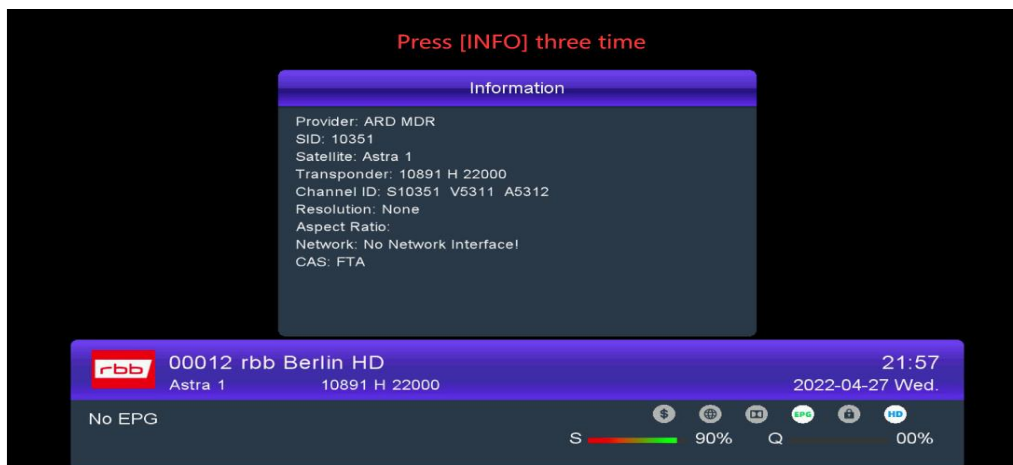 Press [INFO] three time
Information
Provider: ARD MDR
SID: 10351
Satellite: Astra 1
Transponder: 10891 H 22000
Channel ID: S10351 V5311 A5312
Resolution: None
Aspect Ratio:
Network: No Network Interface!
CAS: FTA
rbb
00012 rbb Berlin HD
21:57
Astra 1
10891 H 22000
2022-04-27 Wed.
No EPG
$
EPG
HD
S
90%
Q
00%